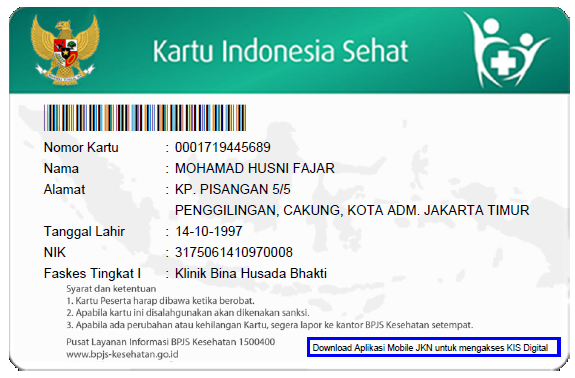 Kartu Indonesia Sehat
Nomor Kartu : 0001719445689
Nama : MOHAMAD HUSNI FAJAR
Alamat : KP. PISANGAN 5/5
PENGGILINGAN, CAKUNG, KOTA ADM. JAKARTA TIMUR
Tanggal Lahir : 14-10-1997
NIK : 3175061410970008
Faskes Tingkat I : Klinik Bina Husada Bhakti
Syarat dan ketentuan
1. Kartu Peserta harap dibawa ketika berobat.
2. Apabila kartu ini disalahgunakan akan dikenakan sanksi.
3. Apabila ada perubahan atau kehilangan Kartu, segera lapor ke kantor BPJS Kesehatan setempat.
Pusat Layanan Informasi BPJS Kesehatan 1500400
www.bpjs-kesehatan.go.id
Download Aplikasi Mobile JKN untuk mengakses KIS Digital